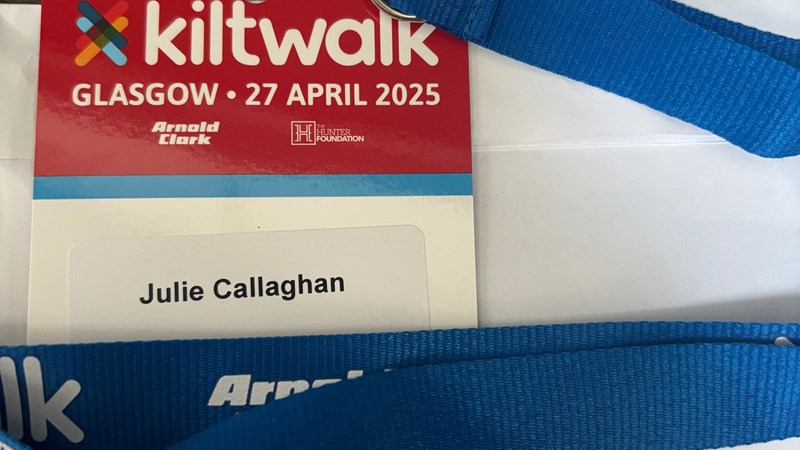 kiltwalk
GLASGOW • 27 APRIL 2025
Arnold
Clark
THE
HUNTER
FOUNDATION
Julie Callaghan
lk